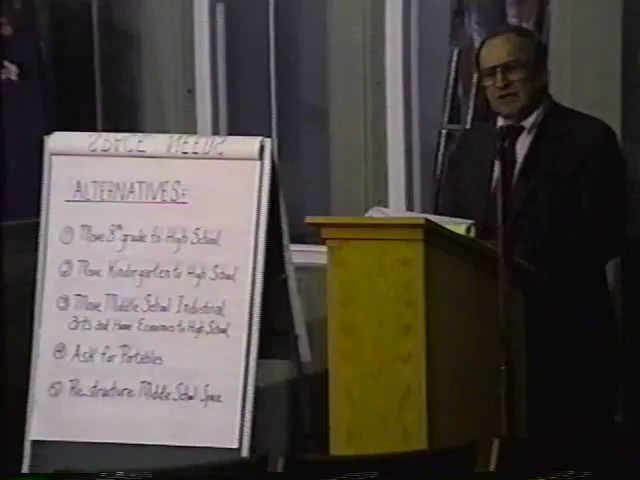 SPACE NEEDS
ALTERNATIVES:
① Move 8th grade to High School
② Move Kindergarten to High School
③ Move Middle School Industrial
arts and Home Economics to High School
④ Ask for Portables
⑤ Re structure Middle School Space